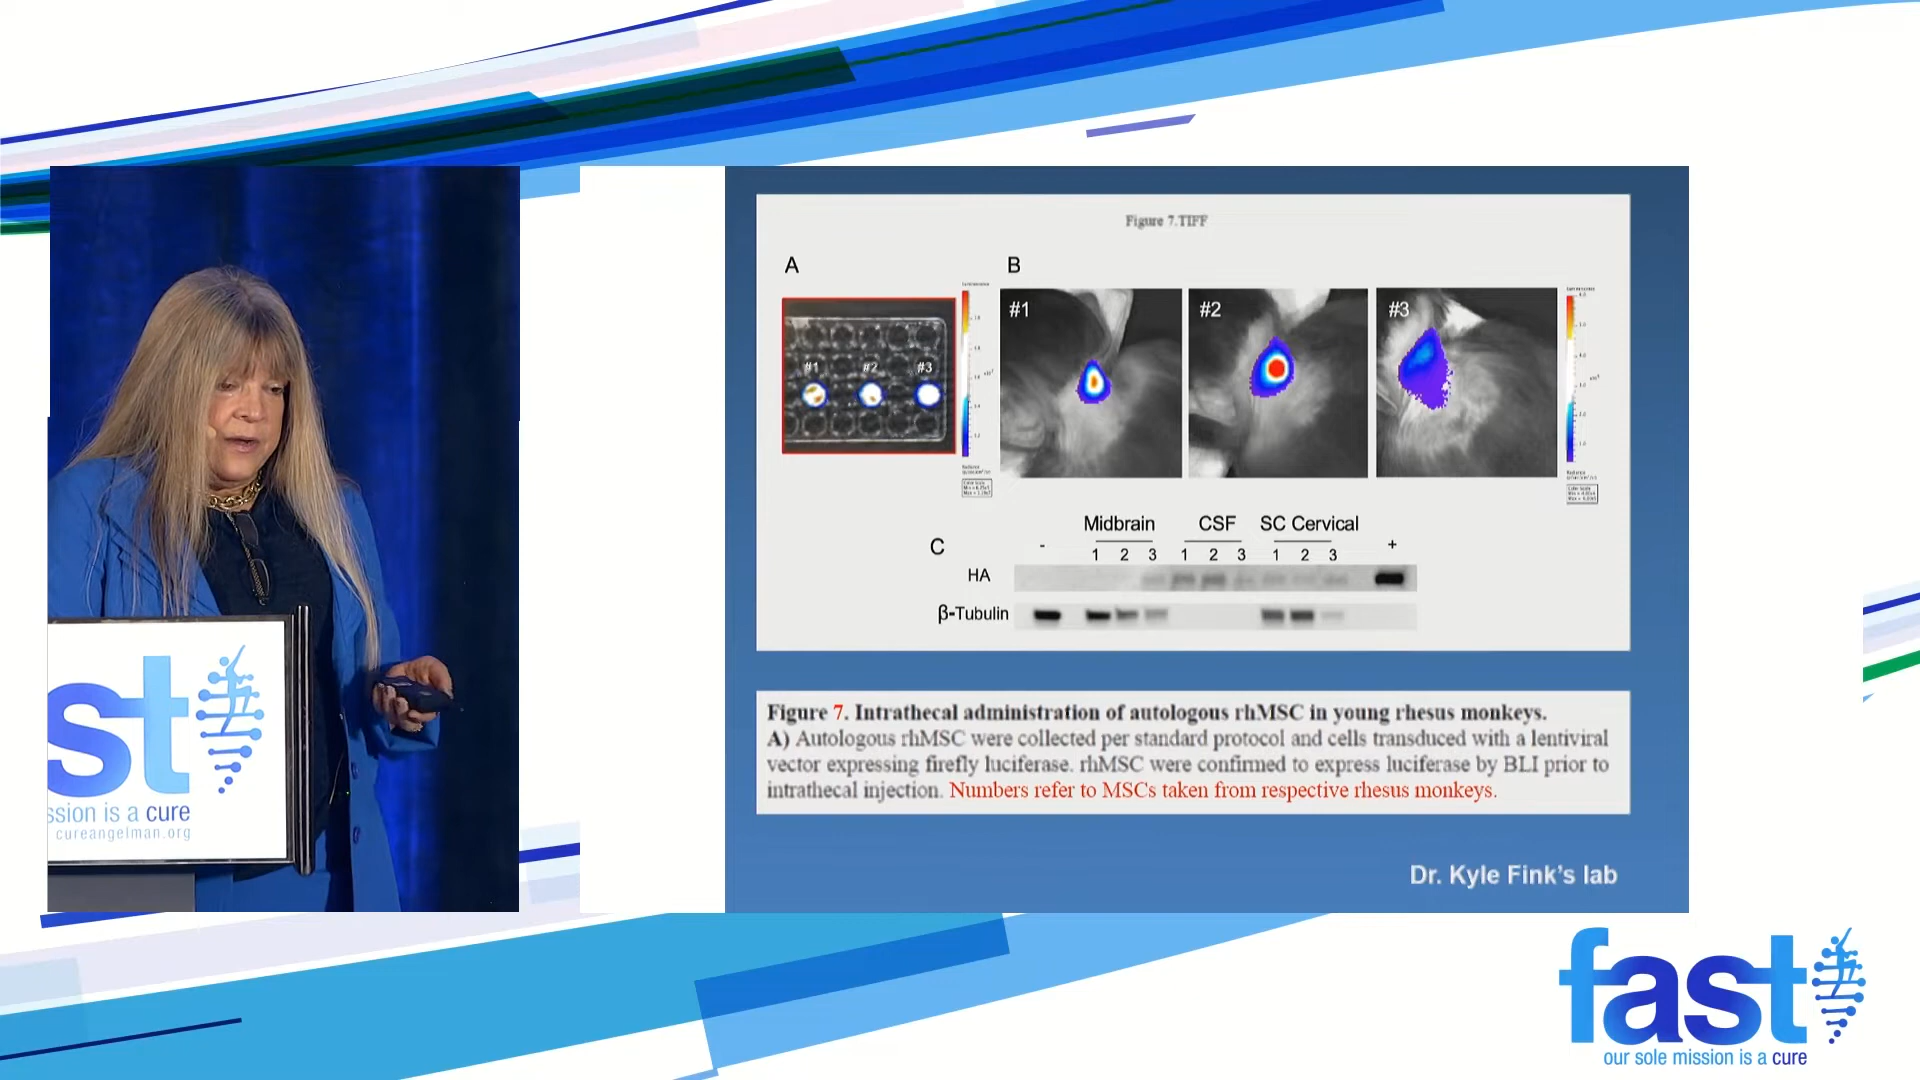 Figure 7.TIFF
A
B
#1
#2
#3
#1
#2
#3
Midbrain
CSF
SC Cervical
C
-
1 2 3
1 2 3
1 2 3
+
HA
β-Tubulin
Figure 7. Intrathecal administration of autologous rhMSC in young rhesus monkeys.
A) Autologous rhMSC were collected per standard protocol and cells transduced with a lentiviral
vector expressing firefly luciferase. rhMSC were confirmed to express luciferase by BLI prior to
intrathecal injection. Numbers refer to MSCs taken from respective rhesus monkeys.
Dr. Kyle Fink's lab
st
ssion is a cure
cureangelman.org
fast
our sole mission is a cure